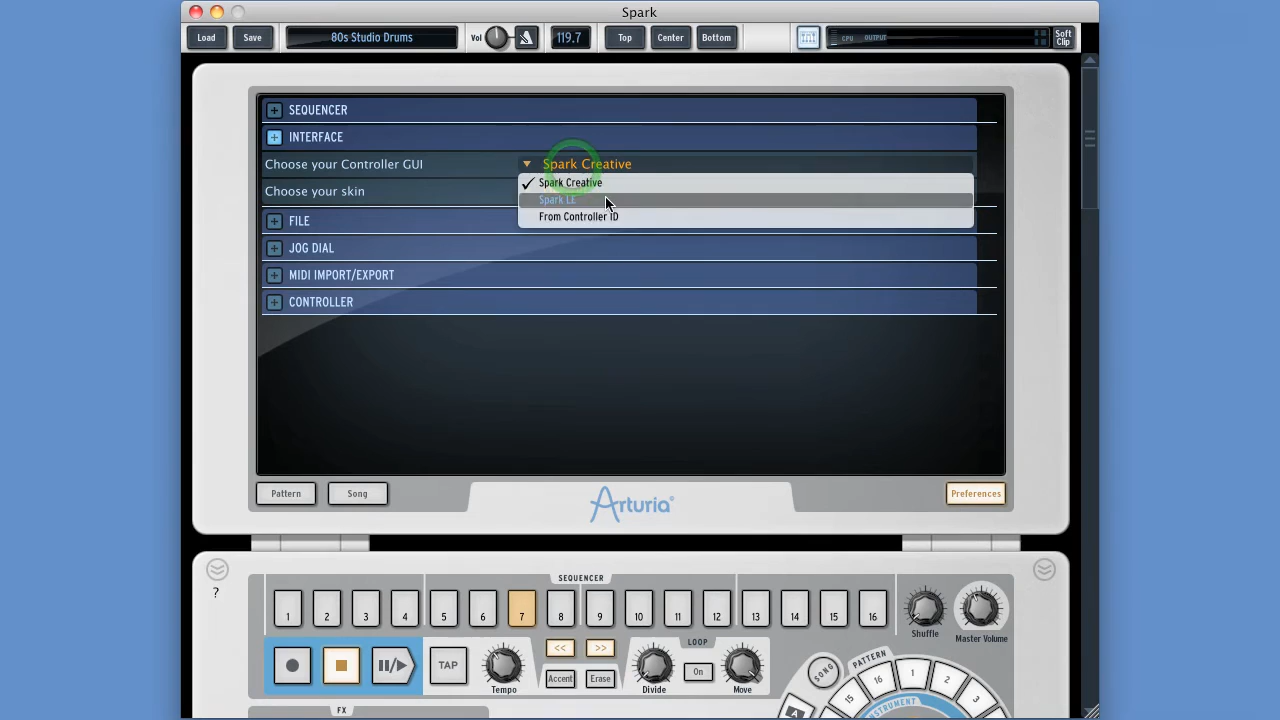 Spark
Load Save 80s Studio Drums Vol 119.7 Top Center Bottom CPU OUTPUT Soft Clip
+ SEQUENCER
+ INTERFACE
Choose your Controller GUI Spark Creative
Spark Creative
Choose your skin
Spark LE
From Controller ID
+ FILE
+ JOG DIAL
+ MIDI IMPORT/EXPORT
+ CONTROLLER
Pattern Song Arturia® Preferences
SEQUENCER
?
1 2 3 4 5 6 7 8 9 10 11 12 13 14 15 16
Shuffle Master Volume
LOOP
<< >>
TAP On
Accent Erase
Tempo Divide Move
SONG PATTERN
15 16 1 2 3
A
INSTRUMENT
FX